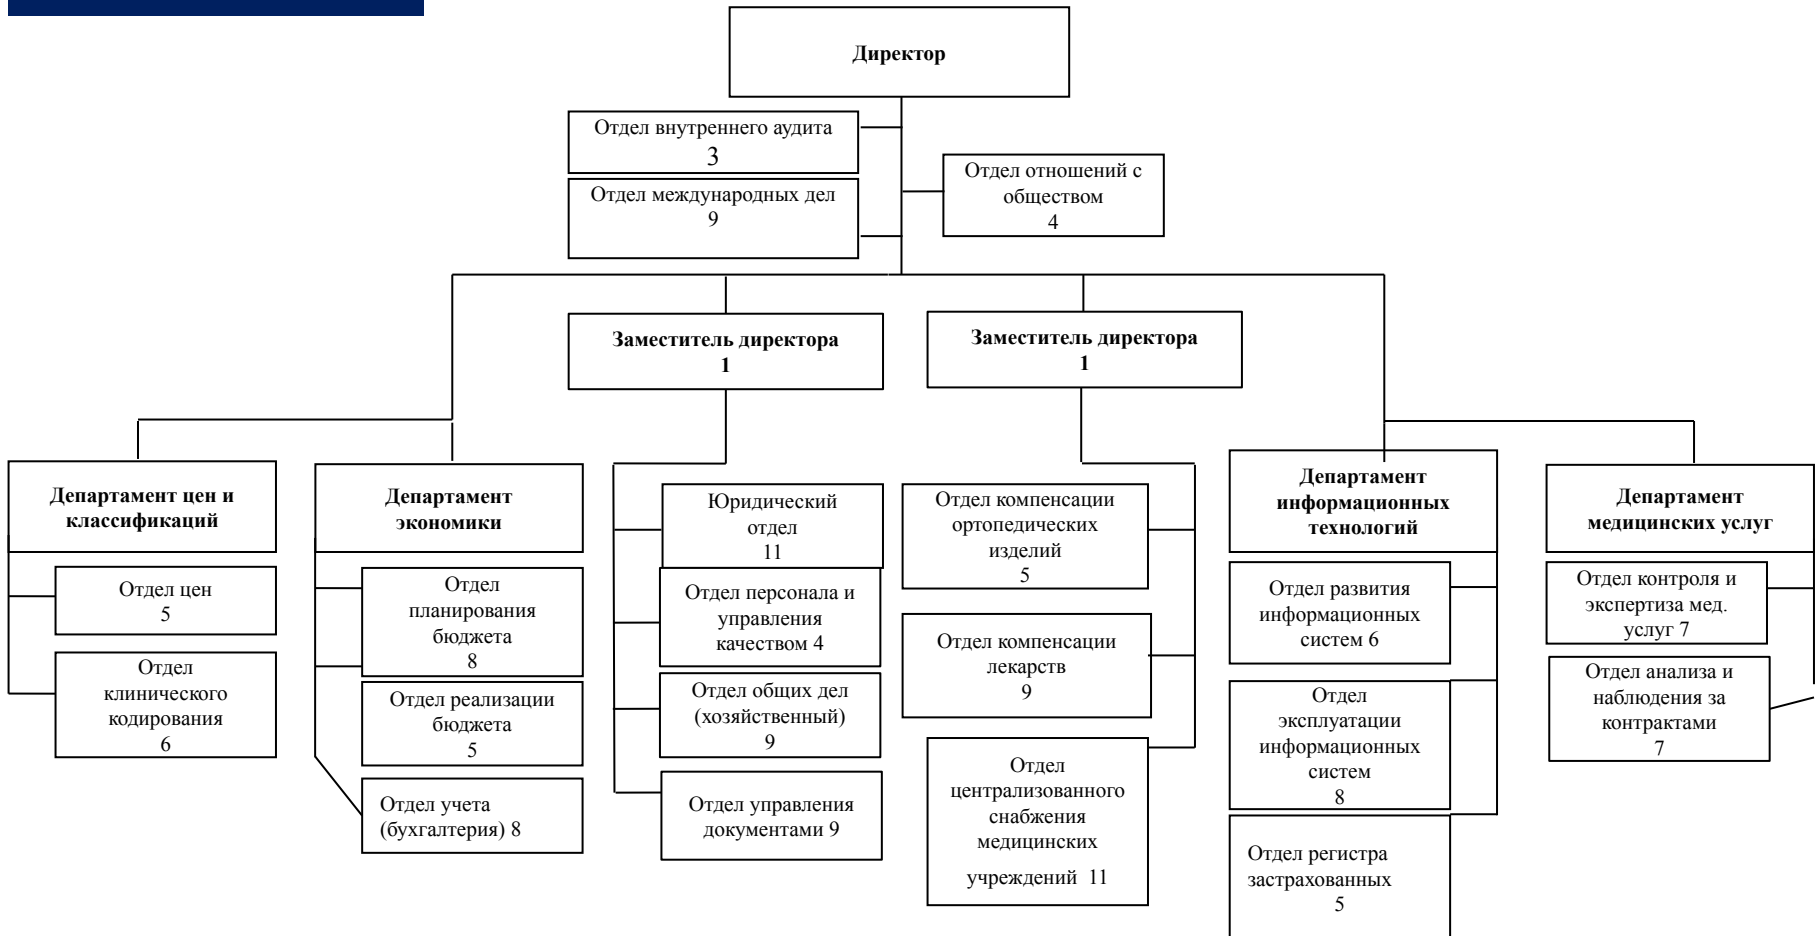 Директор
Отдел внутреннего аудита
3
Отдел международных дел
9
Отдел отношений с
обществом
4
Заместитель директора
1
Заместитель директора
1
Департамент цен и
классификаций
Отдел цен
5
Отдел
клинического
кодирования
6
Департамент
экономики
Отдел
планирования
бюджета
8
Отдел реализации
бюджета
5
Отдел учета
(бухгалтерия) 8
Юридический
отдел
11
Отдел персонала и
управления
качеством 4
Отдел общих дел
(хозяйственный)
9
Отдел управления
документами 9
Отдел компенсации
ортопедических
изделий
5
Отдел компенсации
лекарств
9
Отдел
централизованного
снабжения
медицинских
учреждений 11
Департамент
информационных
технологий
Отдел развития
информационных
систем 6
Отдел
эксплуатации
информационных
систем
8
Отдел регистра
застрахованных
5
Департамент
медицинских услуг
Отдел контроля и
экспертиза мед.
услуг 7
Отдел анализа и
наблюдения за
контрактами
7